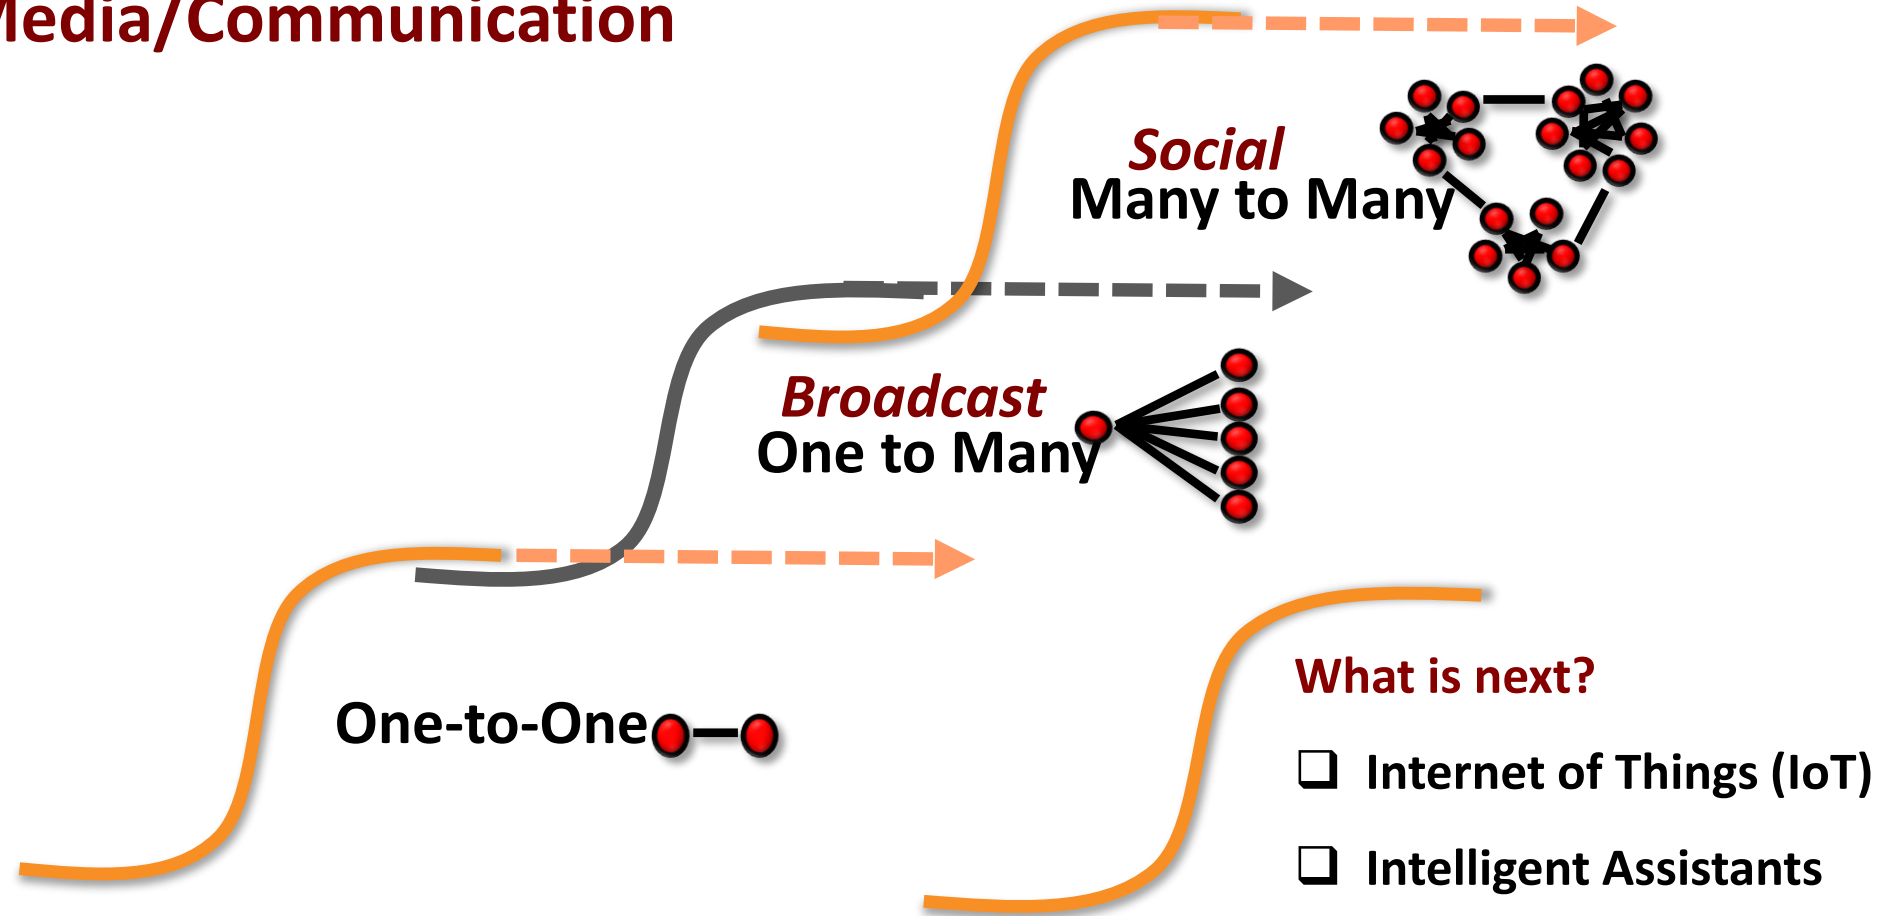 Media/Communication
Social
Many to Many
Broadcast
One to Many
One-to-One
What is next?
❑ Internet of Things (IoT)
❑ Intelligent Assistants